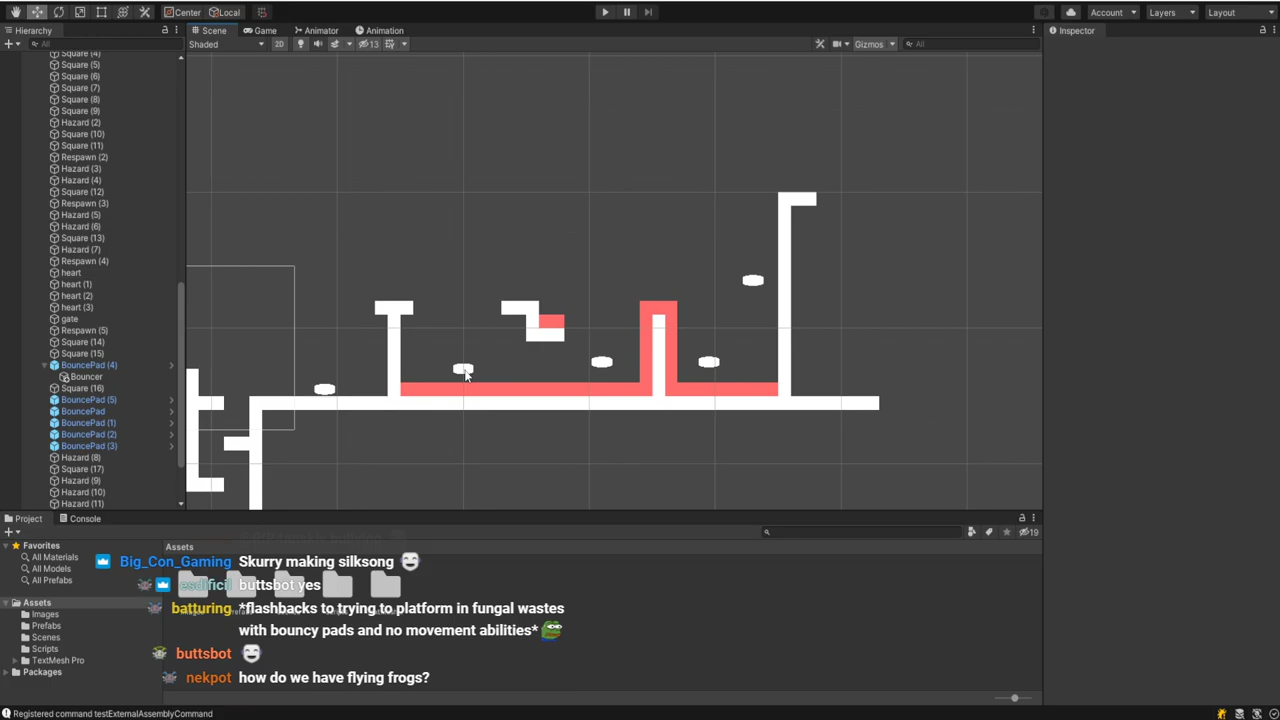 Center
Local
Account
Layers
Layout
Hierarchy
Scene
Game
Animator
Animation
Inspector
All
Shaded
2D
13
Gizmos
All
Square (4)
Square (5)
Square (6)
Square (7)
Square (8)
Square (9)
Hazard (2)
Square (10)
Square (11)
Respawn (2)
Hazard (3)
Hazard (4)
Square (12)
Respawn (3)
Hazard (5)
Hazard (6)
Square (13)
Hazard (7)
Respawn (4)
heart
heart (1)
heart (2)
heart (3)
gate
Respawn (5)
Square (14)
Square (15)
BouncePad (4)
Bouncer
Square (16)
BouncePad (5)
BouncePad
BouncePad (1)
BouncePad (2)
BouncePad (3)
Hazard (8)
Square (17)
Hazard (9)
Hazard (10)
Hazard (11)
Project
Console
19
Favorites
All Materials
All Models
All Prefabs
Assets
Images
Prefabs
Scenes
Scripts
TextMesh Pro
Packages
Assets
Big_Con_Gaming Skurry making silksong
esdificil buttsbot yes
batturing *flashbacks to trying to platform in fungal wastes
with bouncy pads and no movement abilities*
buttsbot
nekpot how do we have flying frogs?
Registered command testExternalAssemblyCommand